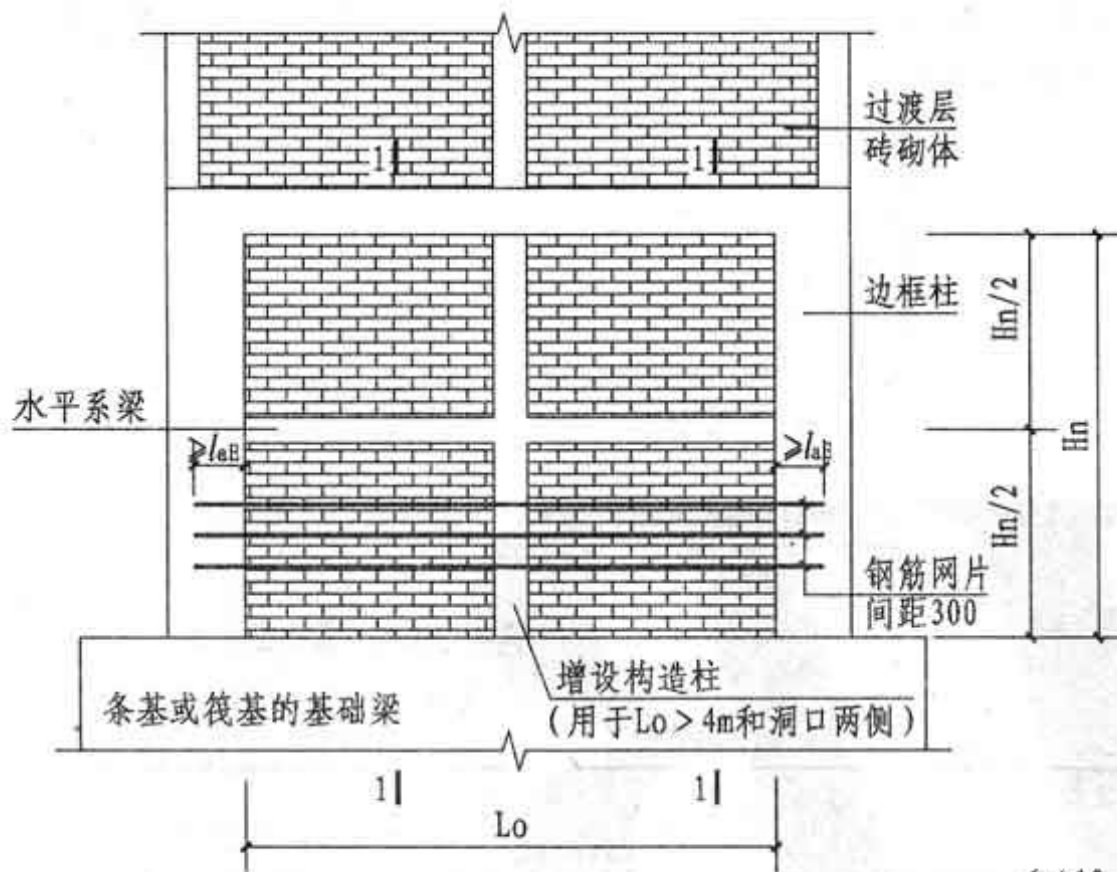 过渡层
砖砌体
1
1
边框柱
Hn/2
Hn
水平系梁
≥laE
≥laE
Hn/2
钢筋网片
间距300
增设构造柱
(用于Lo>4m和洞口两侧)
条基或筏基的基础梁
1
1
Lo